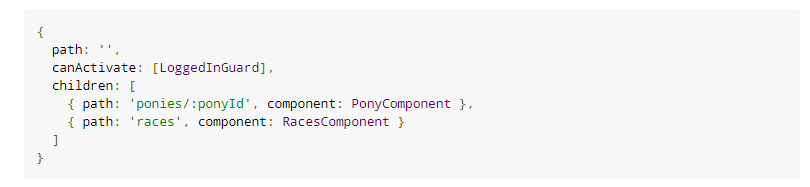 {
  path: '',
  canActivate: [LoggedInGuard],
  children: [
    { path: 'ponies/:ponyId', component: PonyComponent },
    { path: 'races', component: RacesComponent }
  ]
}